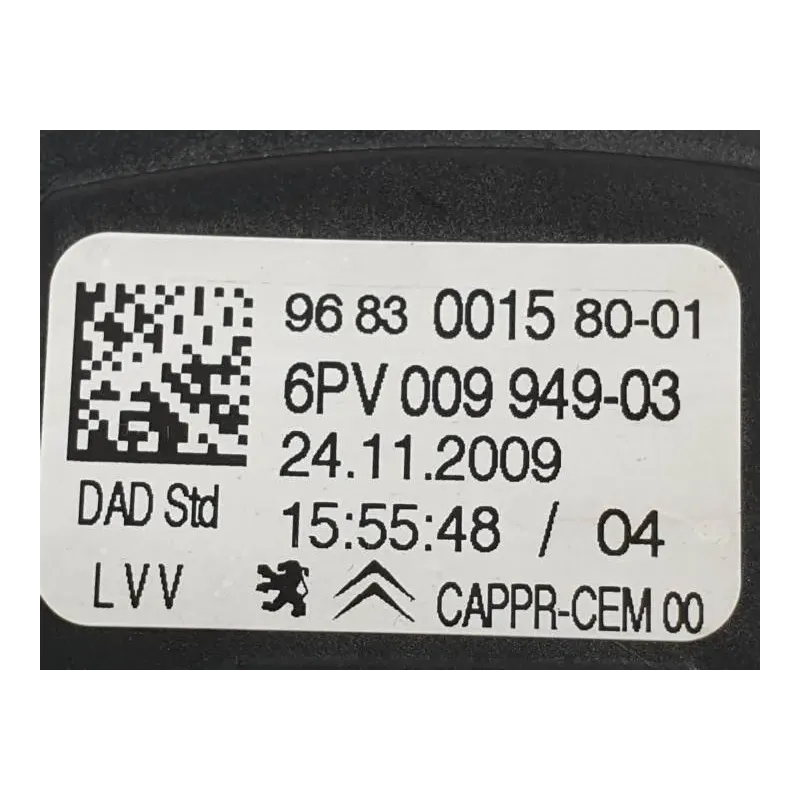 96 83 0015 80-01
6PV 009 949-03
24.11.2009
DAD Std
15:55:48 / 04
LVV
CAPPR-CEM 00